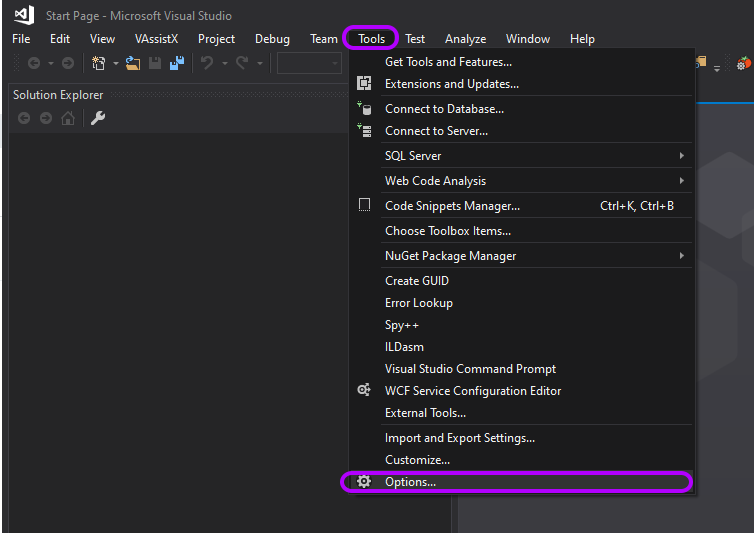 Start Page - Microsoft Visual Studio
File Edit View VAssistX Project Debug Team Tools Test Analyze Window Help
Solution Explorer
Get Tools and Features...
Extensions and Updates...
Connect to Database...
Connect to Server...
SQL Server
Web Code Analysis
Code Snippets Manager... Ctrl+K, Ctrl+B
Choose Toolbox Items...
NuGet Package Manager
Create GUID
Error Lookup
Spy++
ILDasm
Visual Studio Command Prompt
WCF Service Configuration Editor
External Tools...
Import and Export Settings...
Customize...
Options...